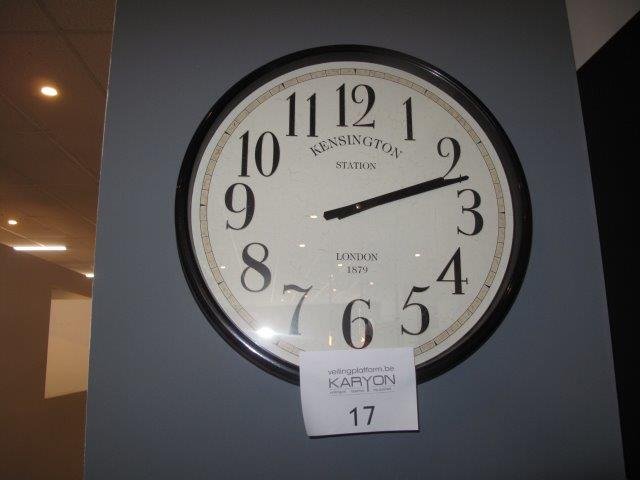 12
1
2
3
4
5
6
7
8
9
10
11
KENSINGTON
STATION
LONDON
1879
veilingplatform.be
KARYON
17